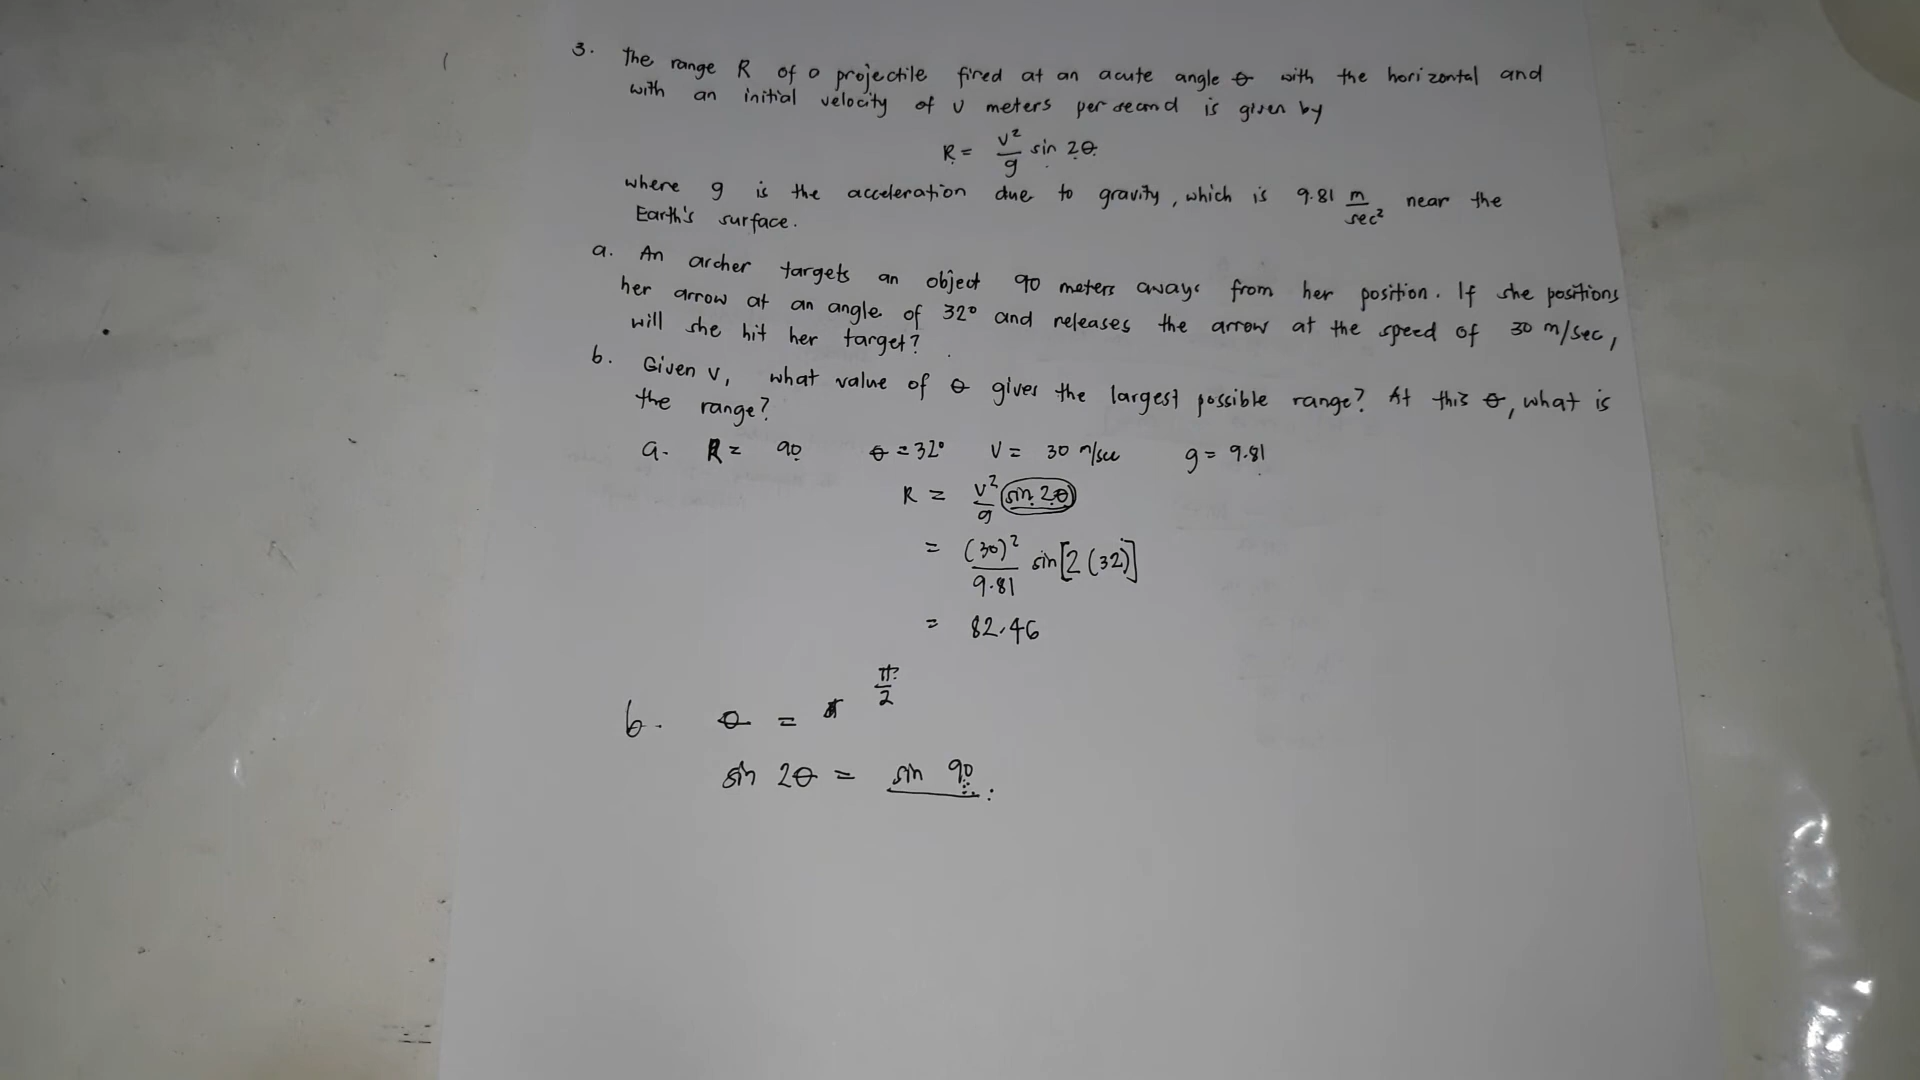 3. The range R of a projectile fired at an acute angle θ with the horizontal and
with an initial velocity of v meters per second is given by
R = v²/g sin 2θ
where g is the acceleration due to gravity, which is 9.81 m/sec² near the
Earth's surface.
a. An archer targets an object 90 meters aways from her position. If she positions
her arrow at an angle of 32° and releases the arrow at the speed of 30 m/sec,
will she hit her target?
b. Given v, what value of θ gives the largest possible range? At this θ, what is
the range?
a. R = 90 θ = 32° V = 30 m/sec g = 9.81
R = v²/g sin 2θ
= (30)²/9.81 sin[2(32)]
= 82.46
b. θ = π/2
sin 2θ = sin 90